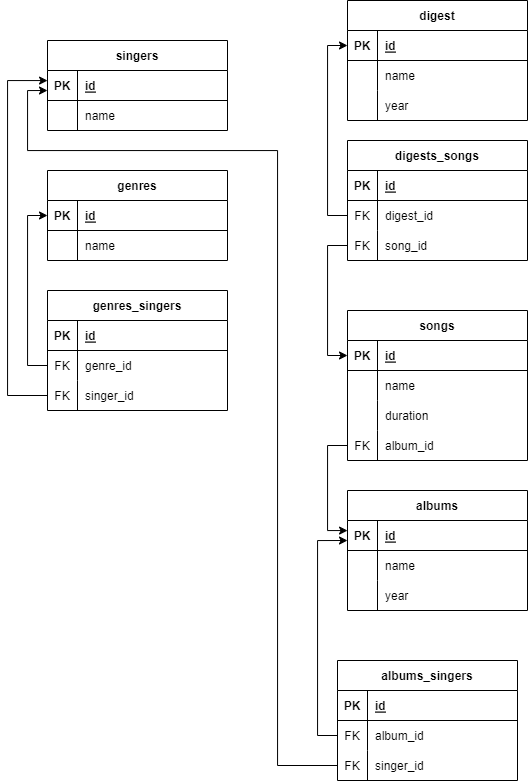 singers
PK id
name
genres
PK id
name
genres_singers
PK id
FK genre_id
FK singer_id
digest
PK id
name
year
digests_songs
PK id
FK digest_id
FK song_id
songs
PK id
name
duration
FK album_id
albums
PK id
name
year
albums_singers
PK id
FK album_id
FK singer_id